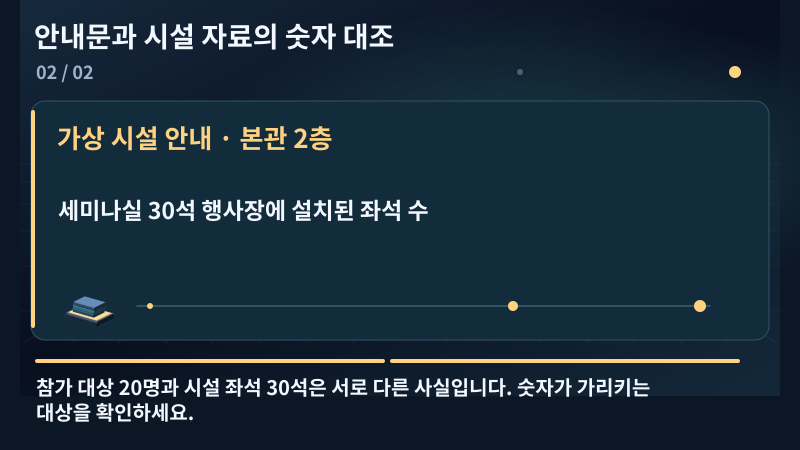 안내문과 시설 자료의 숫자 대조
02 / 02
가상 시설 안내 · 본관 2층
세미나실 30석 행사장에 설치된 좌석 수
참가 대상 20명과 시설 좌석 30석은 서로 다른 사실입니다. 숫자가 가리키는
대상을 확인하세요.